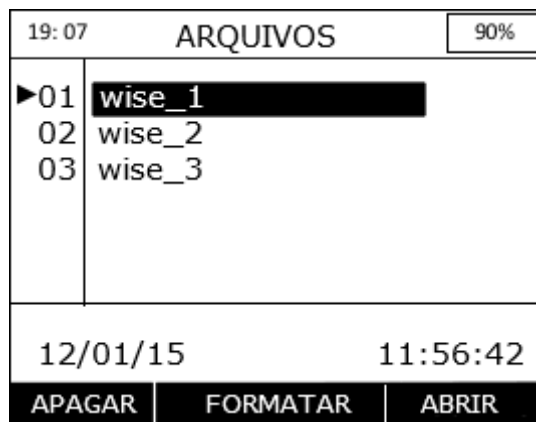 19: 07 ARQUIVOS 90%
01 wise_1
02 wise_2
03 wise_3
12/01/15 11:56:42
APAGAR FORMATAR ABRIR